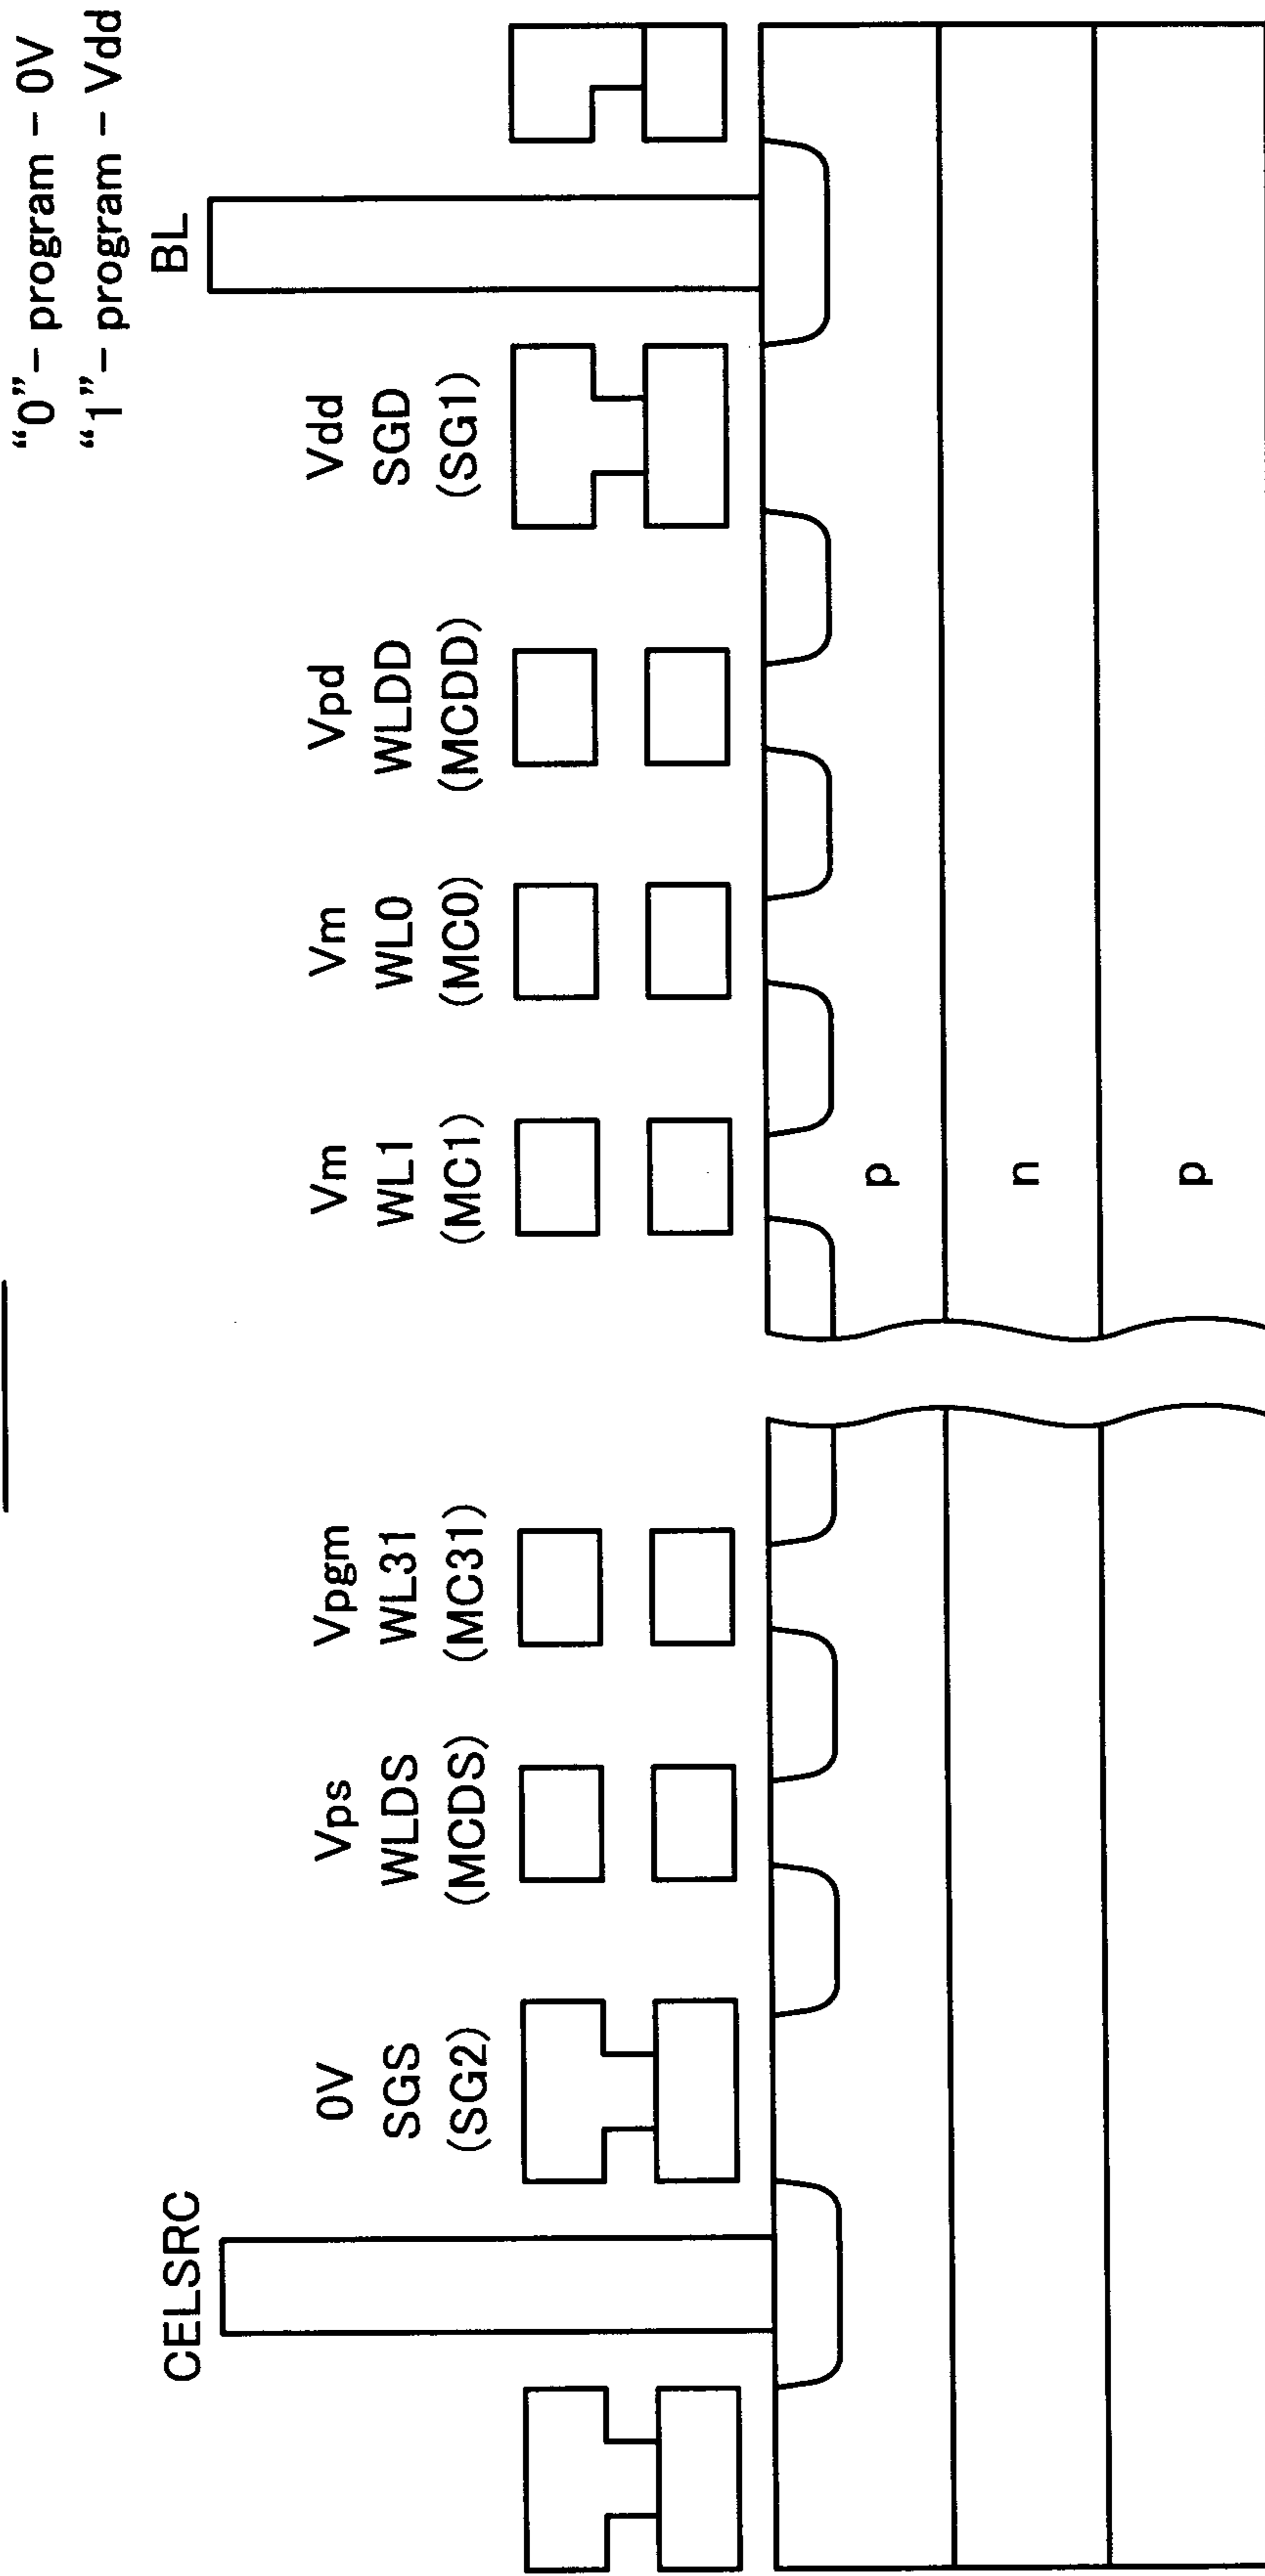 "0"- program - 0V
"1"- program - Vdd
CELSRC
BL
0V
SGS
(SG2)
Vps
WLDS
(MCDS)
Vpgm
WL31
(MC31)
Vm
WL1
(MC1)
Vm
WL0
(MC0)
Vpd
WLDD
(MCDD)
Vdd
SGD
(SG1)
p
n
p